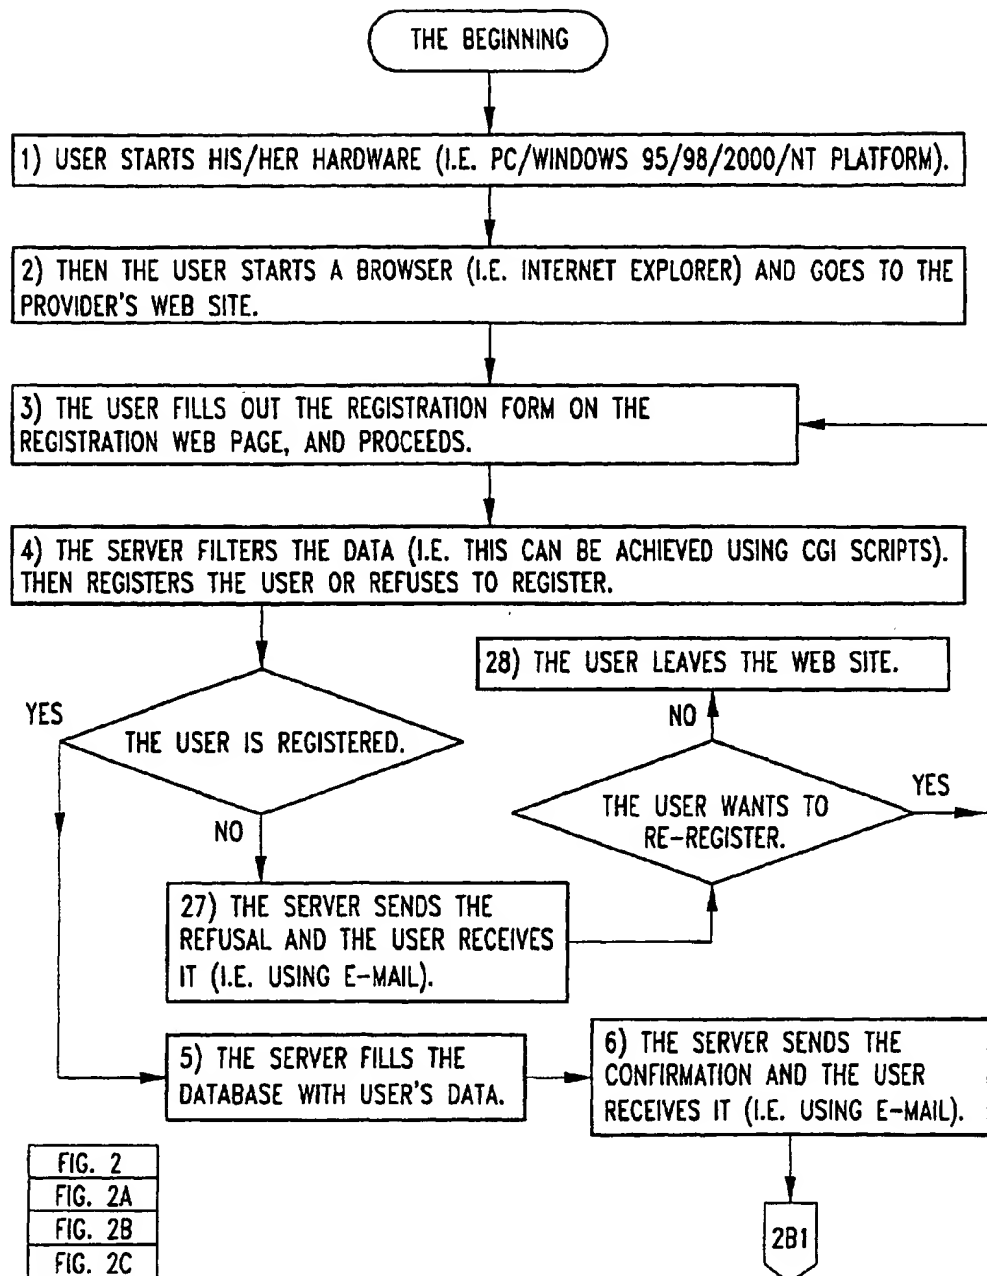 THE BEGINNING
1) USER STARTS HIS/HER HARDWARE (I.E. PC/WINDOWS 95/98/2000/NT PLATFORM).
2) THEN THE USER STARTS A BROWSER (I.E. INTERNET EXPLORER) AND GOES TO THE
PROVIDER'S WEB SITE.
3) THE USER FILLS OUT THE REGISTRATION FORM ON THE
REGISTRATION WEB PAGE, AND PROCEEDS.
4) THE SERVER FILTERS THE DATA (I.E. THIS CAN BE ACHIEVED USING CGI SCRIPTS).
THEN REGISTERS THE USER OR REFUSES TO REGISTER.
28) THE USER LEAVES THE WEB SITE.
YES
NO
THE USER IS REGISTERED.
YES
THE USER WANTS TO
RE-REGISTER.
NO
27) THE SERVER SENDS THE
REFUSAL AND THE USER RECEIVES
IT (I.E. USING E-MAIL).
5) THE SERVER FILLS THE
DATABASE WITH USER'S DATA.
6) THE SERVER SENDS THE
CONFIRMATION AND THE USER
RECEIVES IT (I.E. USING E-MAIL).
FIG. 2
FIG. 2A
FIG. 2B
FIG. 2C
2B1